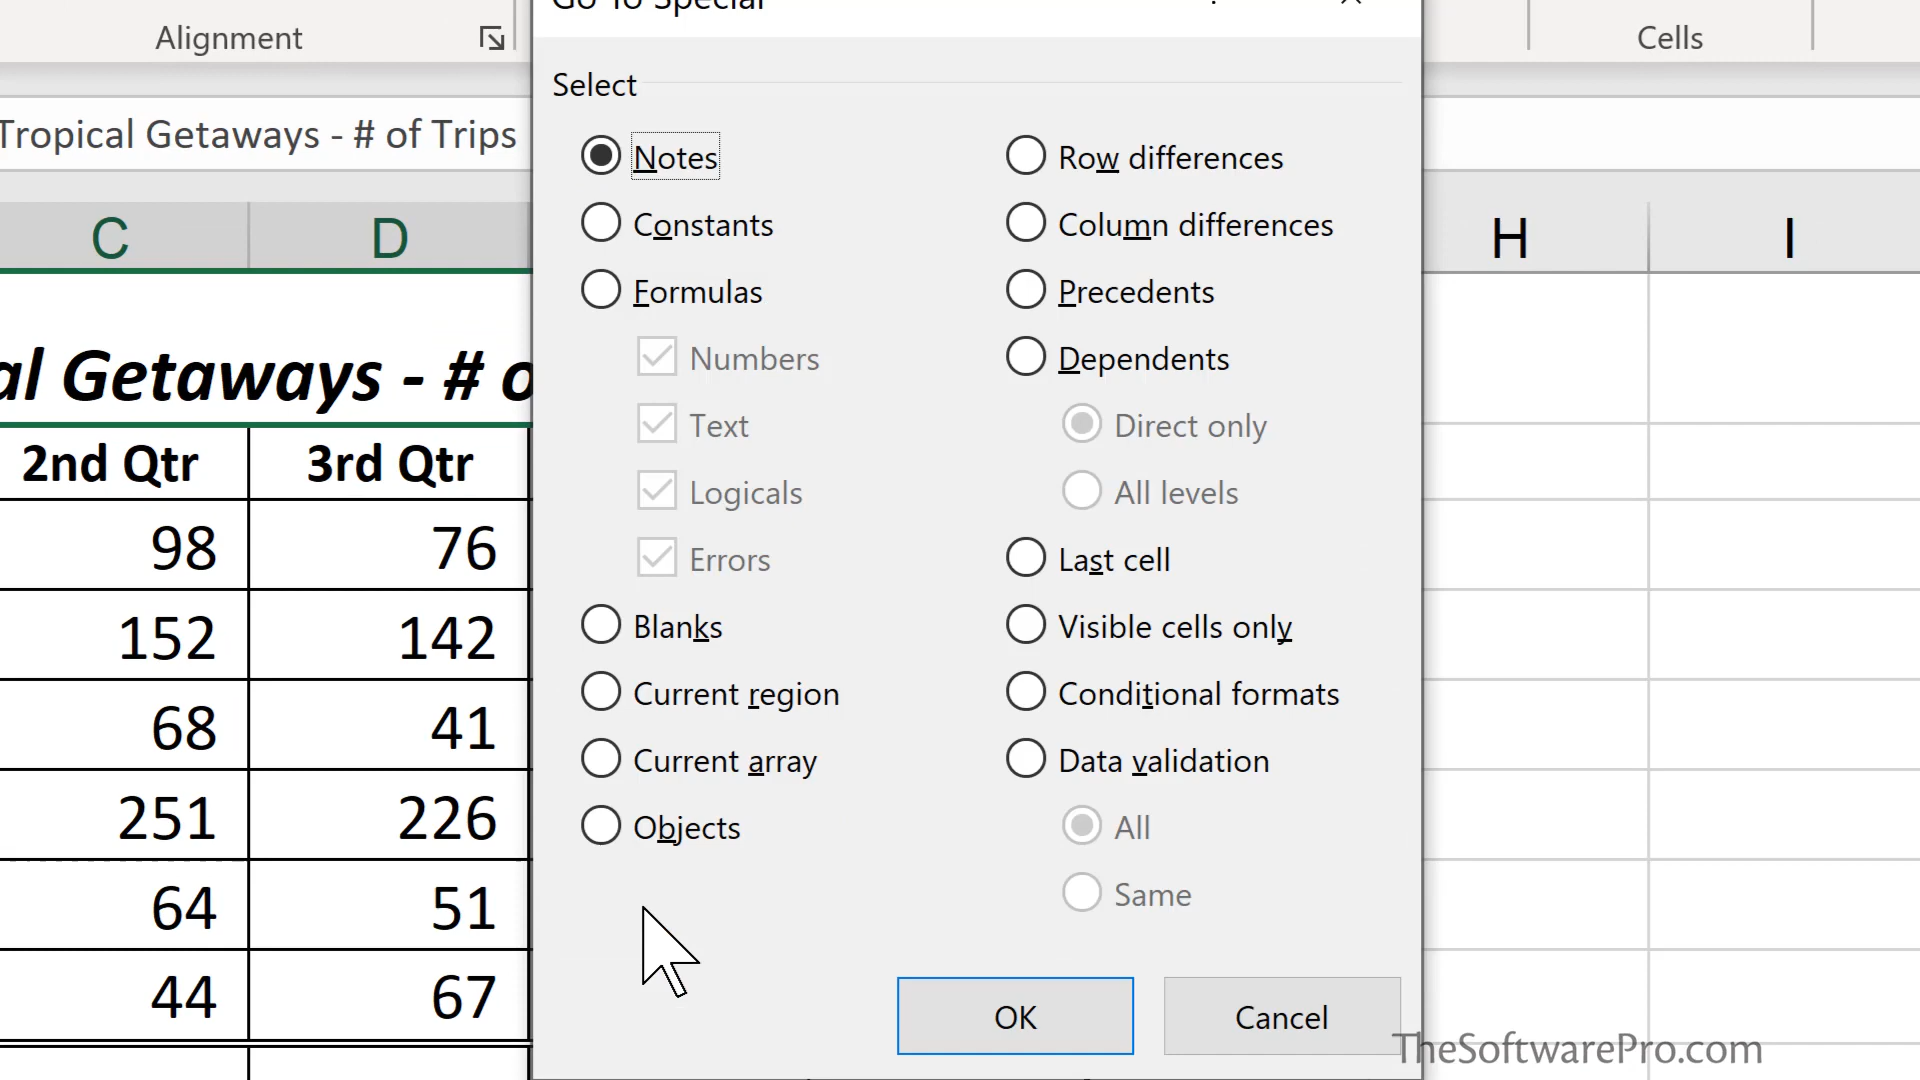 Go To Special
Alignment
Cells
Select
Tropical Getaways - # of Trips
Notes
Row differences
Constants
Column differences
C
D
H
I
Formulas
Precedents
Numbers
Dependents
al Getaways - # o
Text
Direct only
2nd Qtr
3rd Qtr
Logicals
All levels
98
76
Errors
Last cell
152
142
Blanks
Visible cells only
68
41
Current region
Conditional formats
Current array
Data validation
251
226
Objects
All
64
51
Same
44
67
OK
Cancel
TheSoftwarePro.com